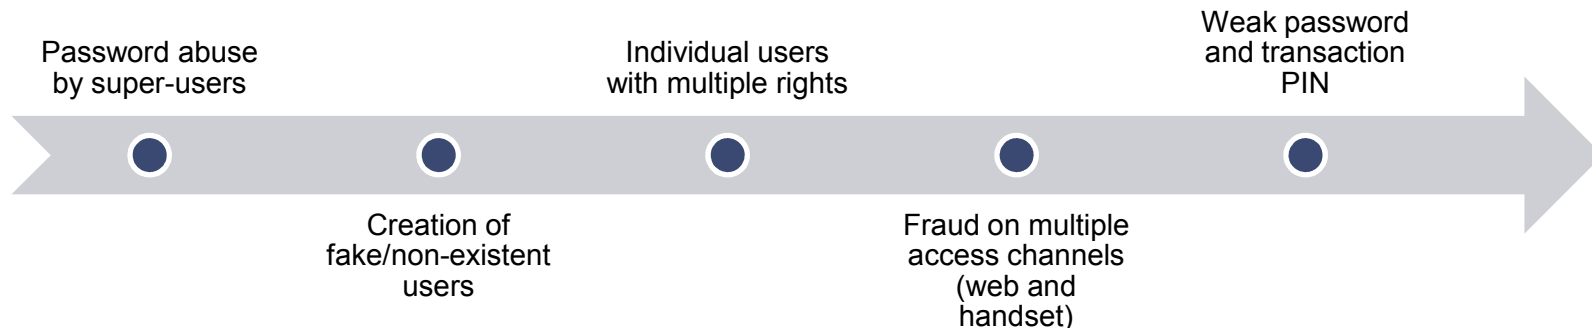 Password abuse
by super-users
Creation of
fake/non-existent
users
Individual users
with multiple rights
Fraud on multiple
access channels
(web and
handset)
Weak password
and transaction
PIN